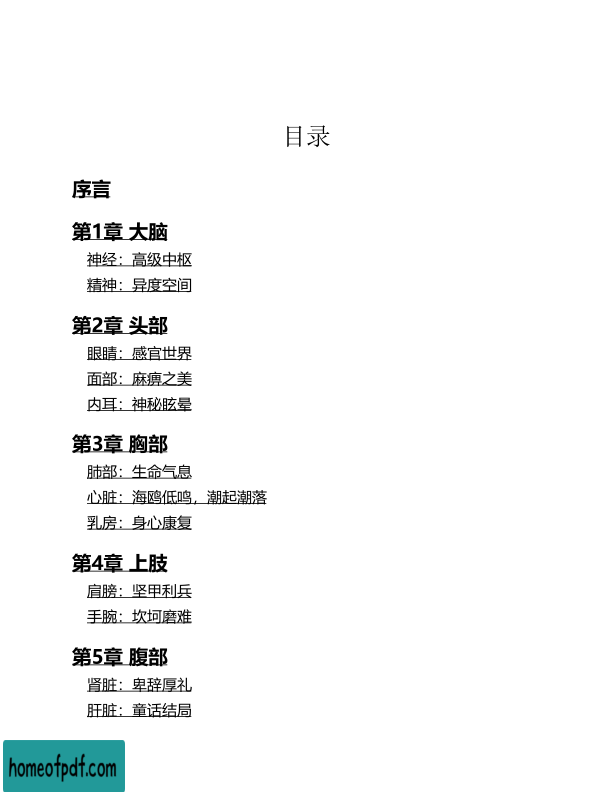 目录
序言
第1章 大脑
神经：高级中枢
精神：异度空间
第2章 头部
眼睛：感官世界
面部：麻痹之美
内耳：神秘眩晕
第3章 胸部
肺部：生命气息
心脏：海鸥低鸣，潮起潮落
乳房：身心康复
第4章 上肢
肩膀：坚甲利兵
手腕：坎坷磨难
第5章 腹部
肾脏：卑辞厚礼
肝脏：童话结局
homeofpdf.com